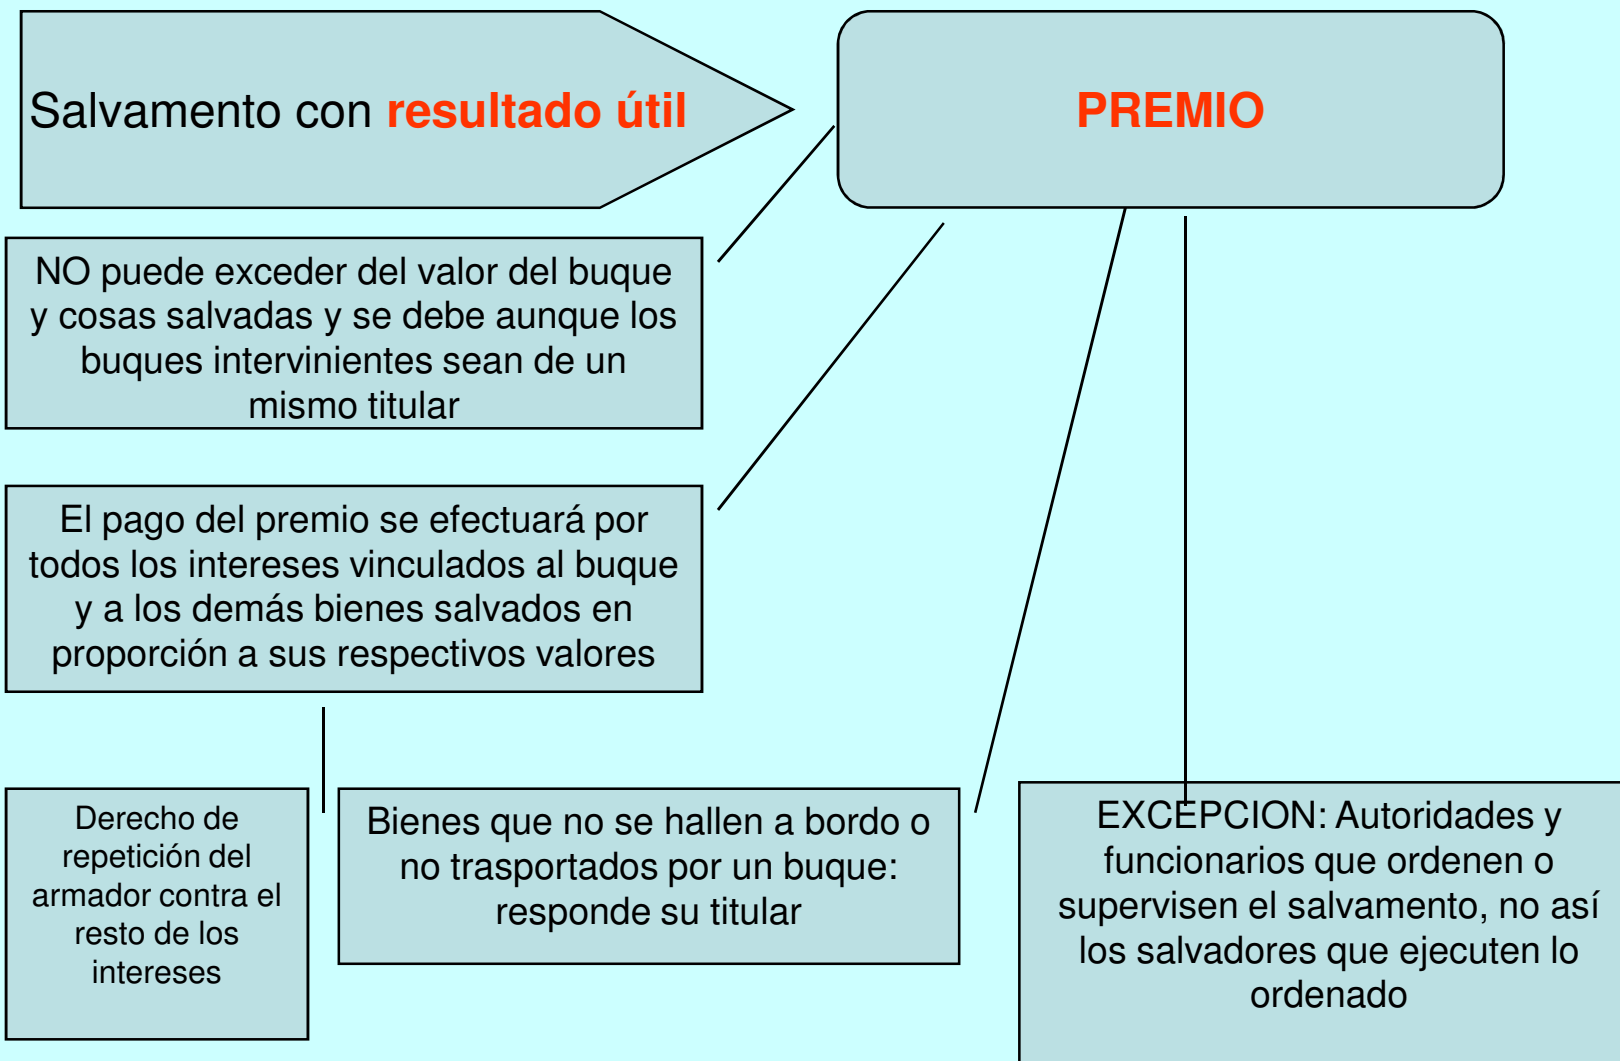 Salvamento con resultado útil
PREMIO
NO puede exceder del valor del buque
y cosas salvadas y se debe aunque los
buques intervinientes sean de un
mismo titular
El pago del premio se efectuará por
todos los intereses vinculados al buque
y a los demás bienes salvados en
proporción a sus respectivos valores
Derecho de
repetición del
armador contra el
resto de los
intereses
Bienes que no se hallen a bordo o
no trasportados por un buque:
responde su titular
EXCEPCION: Autoridades y
funcionarios que ordenen o
supervisen el salvamento, no así
los salvadores que ejecuten lo
ordenado